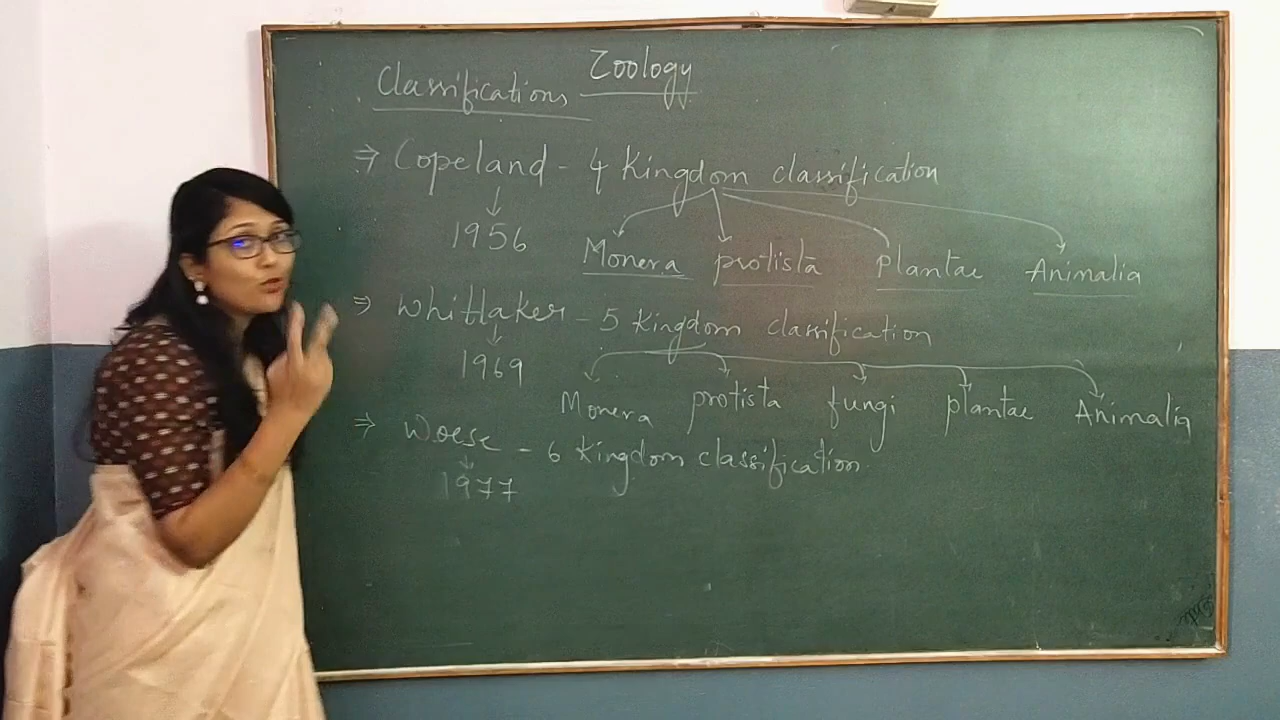 Zoology
Classifications
⇒ Copeland - 4 Kingdom classification
1956
Monera protista plantae Animalia
⇒ Whittaker - 5 Kingdom classification
1969
Monera protista fungi plantae Animalia
⇒ Woese - 6 Kingdom classification
1977